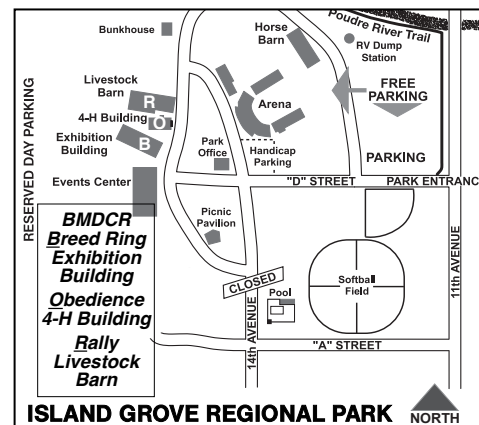 Poudre River Trail
Bunkhouse
Horse
Barn
RV Dump
Station
Livestock
Barn
R
FREE
PARKING
4-H Building
O
Arena
Exhibition
Building
B
Park
Office
Handicap
Parking
PARKING
RESERVED DAY PARKING
Events Center
"D" STREET
PARK ENTRANC
BMDCR
Breed Ring
Exhibition
Building
Obedience
4-H Building
Rally
Livestock
Barn
Picnic
Pavilion
CLOSED
Pool
Softball
Field
11th AVENUE
14th AVENUE
"A" STREET
ISLAND GROVE REGIONAL PARK
NORTH